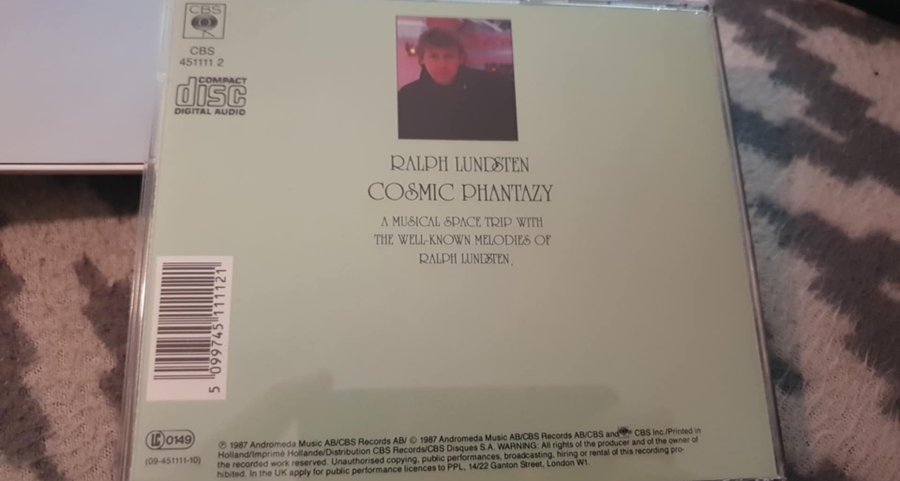 CBS
CBS
451111 2
COMPACT
disc
DIGITAL AUDIO
RALPH LUNDSTEN
COSMIC PHANTAZY
A MUSICAL SPACE TRIP WITH
THE WELL-KNOWN MELODIES OF
RALPH LUNDSTEN.
5 099745 111121
LC 0149
(09-451111-10)
℗ 1987 Andromeda Music AB/CBS Records AB/ © 1987 Andromeda Music AB/CBS Records AB/CBS and CBS Inc./Printed in
Holland/Imprimé Hollande/Distribution CBS Records/CBS Disques S.A. WARNING: All rights of the producer and of the owner of
the recorded work reserved. Unauthorised copying, public performances, broadcasting, hiring or rental of this recording pro-
hibited. In the UK apply for public performance licences to PPL, 14/22 Ganton Street, London W1.